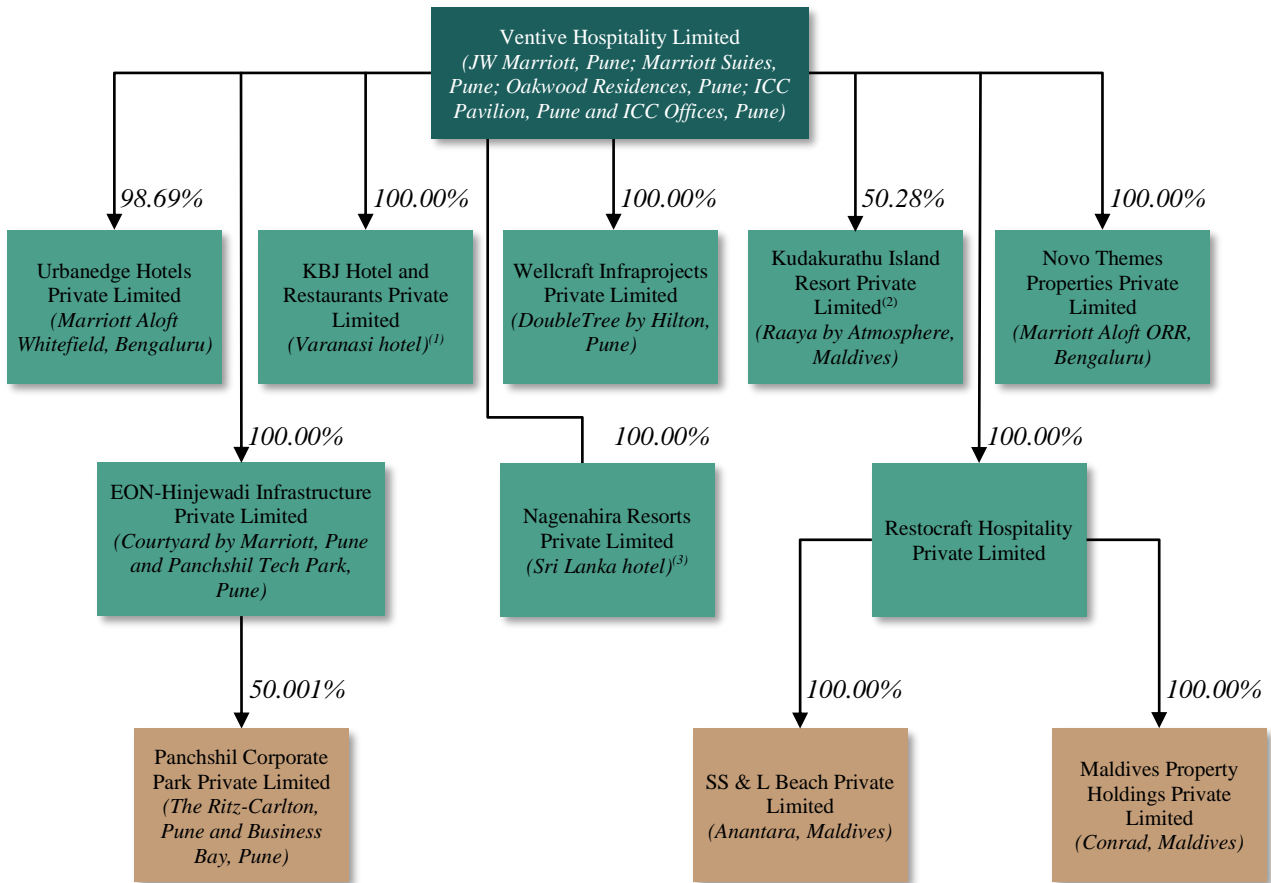 Ventive Hospitality Limited
(JW Marriott, Pune; Marriott Suites,
Pune; Oakwood Residences, Pune; ICC
Pavilion, Pune and ICC Offices, Pune)
98.69%
100.00%
100.00%
50.28%
100.00%
Urbanedge Hotels
Private Limited
(Marriott Aloft
Whitefield, Bengaluru)
KBJ Hotel and
Restaurants Private
Limited
(Varanasi hotel)(1)
Wellcraft Infraprojects
Private Limited
(DoubleTree by Hilton,
Pune)
Kudakurathu Island
Resort Private
Limited(2)
(Raaya by Atmosphere,
Maldives)
Novo Themes
Properties Private
Limited
(Marriott Aloft ORR,
Bengaluru)
100.00%
100.00%
100.00%
EON-Hinjewadi Infrastructure
Private Limited
(Courtyard by Marriott, Pune
and Panchshil Tech Park,
Pune)
Nagenahira Resorts
Private Limited
(Sri Lanka hotel)(3)
Restocraft Hospitality
Private Limited
50.001%
100.00%
100.00%
Panchshil Corporate
Park Private Limited
(The Ritz-Carlton,
Pune and Business
Bay, Pune)
SS & L Beach Private
Limited
(Anantara, Maldives)
Maldives Property
Holdings Private
Limited
(Conrad, Maldives)